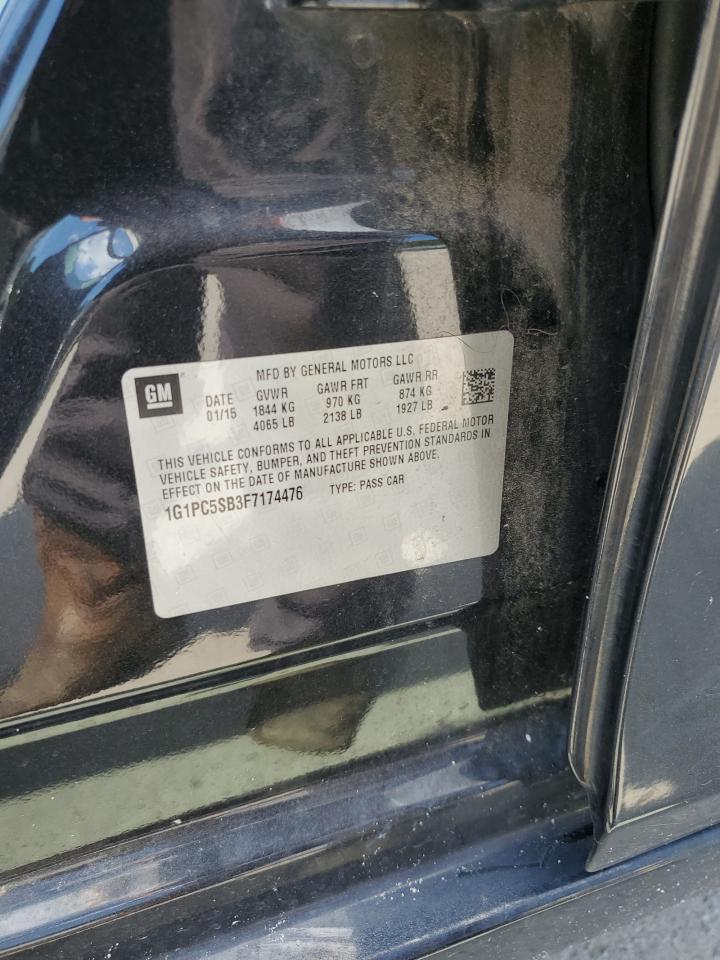 MFD BY GENERAL MOTORS LLC
GM
DATE GVWR GAWR FRT GAWR RR
01/15 1844 KG 970 KG 874 KG
4065 LB 2138 LB 1927 LB
THIS VEHICLE CONFORMS TO ALL APPLICABLE U.S. FEDERAL MOTOR
VEHICLE SAFETY, BUMPER, AND THEFT PREVENTION STANDARDS IN
EFFECT ON THE DATE OF MANUFACTURE SHOWN ABOVE.
1G1PC5SB3F7174476 TYPE: PASS CAR